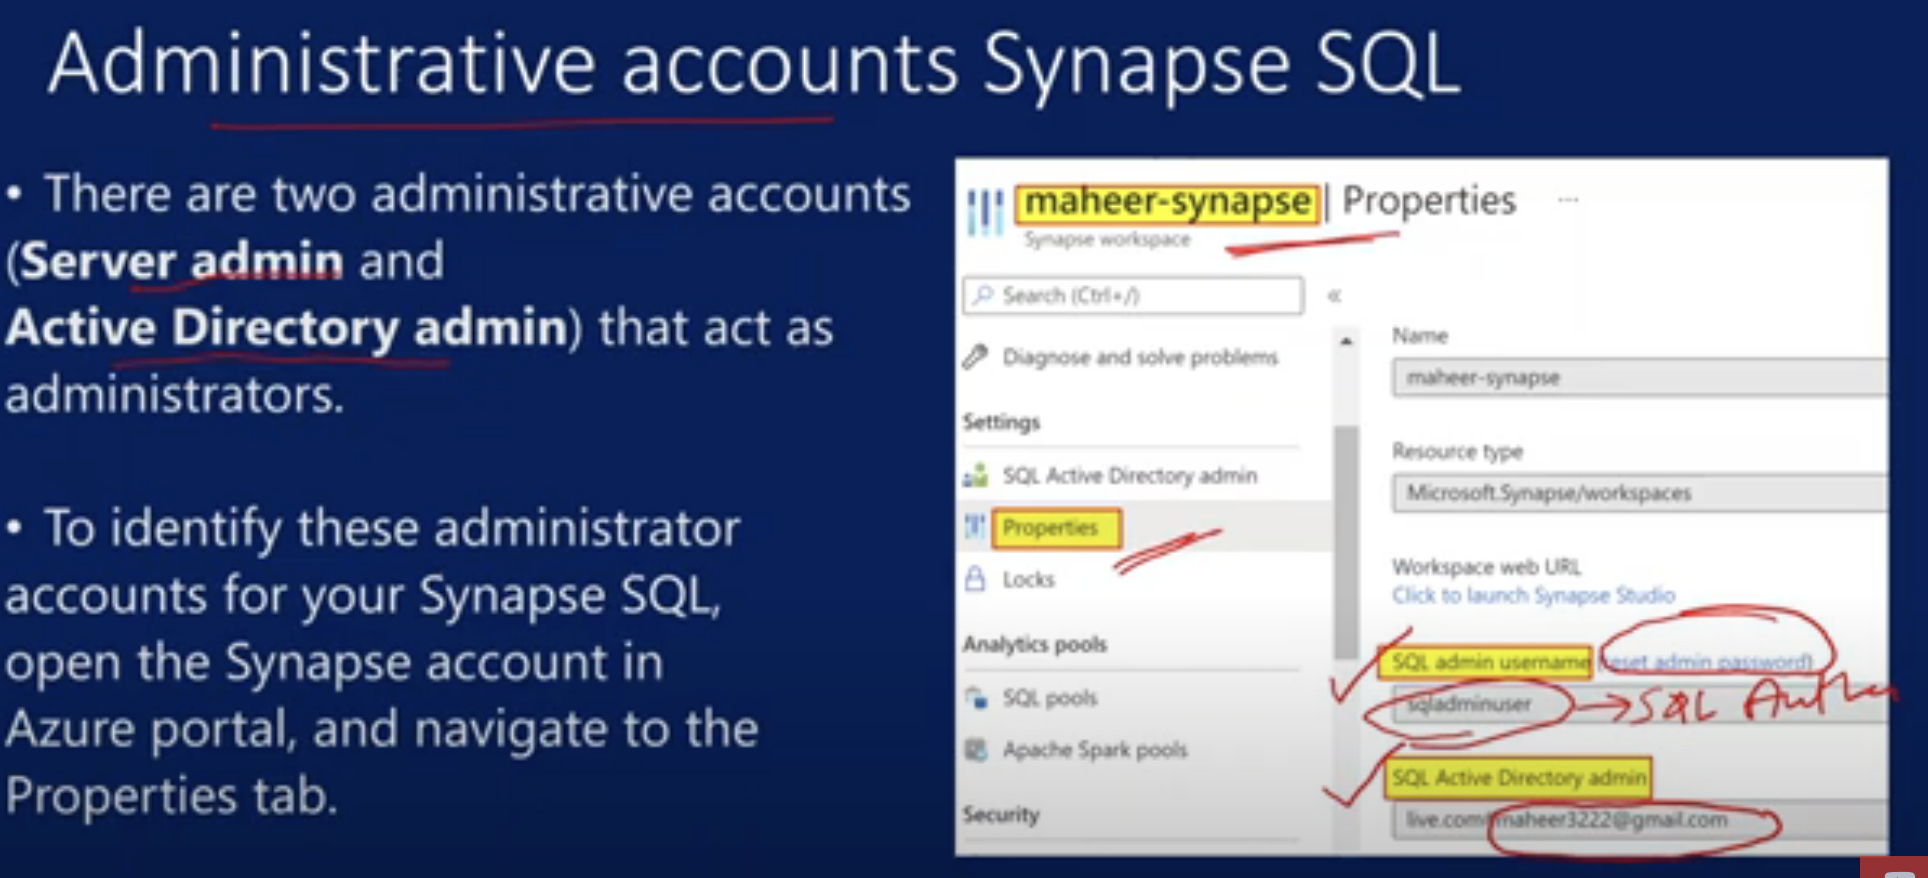 Administrative accounts Synapse SQL
• There are two administrative accounts
(Server admin and
Active Directory admin) that act as
administrators.
• To identify these administrator
accounts for your Synapse SQL,
open the Synapse account in
Azure portal, and navigate to the
Properties tab.
maheer-synapse | Properties ...
Synapse workspace
Search (Ctrl+/) «
Diagnose and solve problems
Settings
SQL Active Directory admin
Properties
Locks
Analytics pools
SQL pools
Apache Spark pools
Security
Name
maheer-synapse
Resource type
Microsoft.Synapse/workspaces
Workspace web URL
Click to launch Synapse Studio
SQL admin username (reset admin password)
sqladminuser → SQL
SQL Active Directory admin
live.com#maheer3222@gmail.com